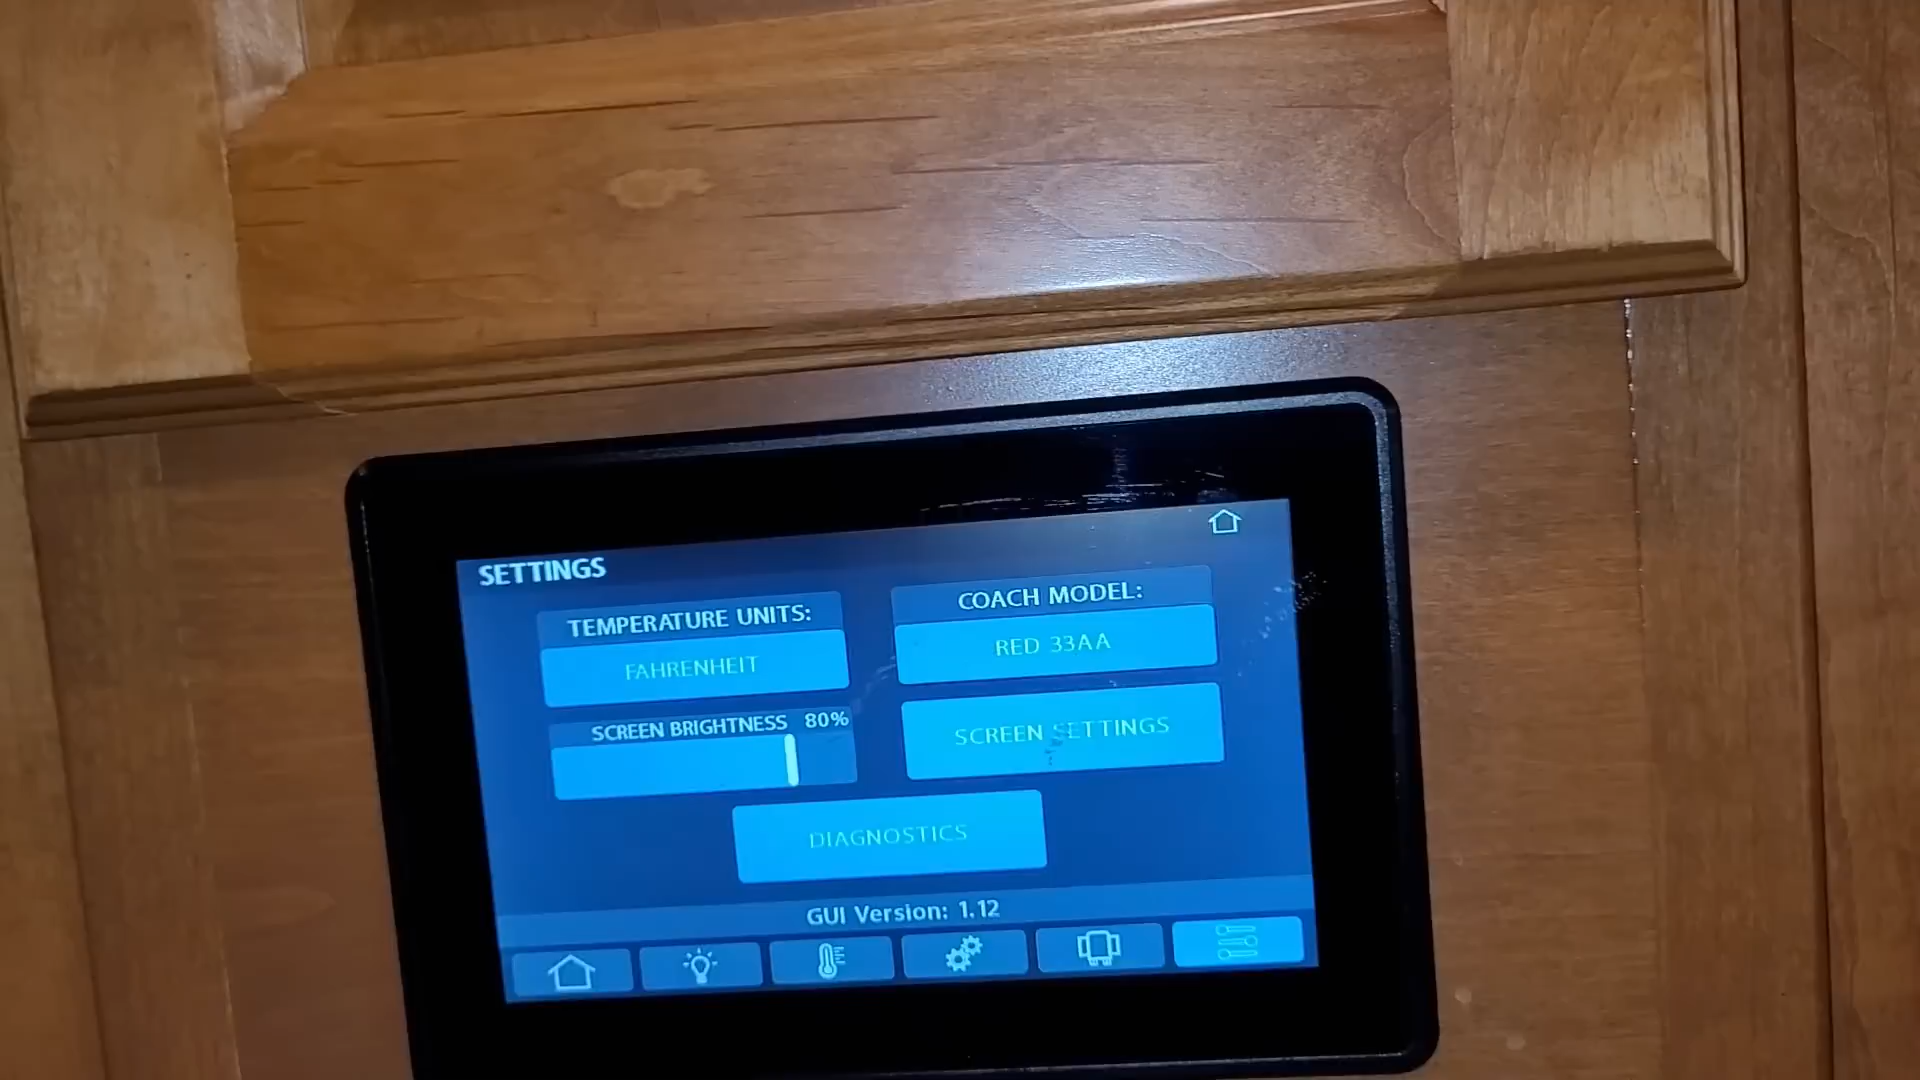 SETTINGS
TEMPERATURE UNITS:
FAHRENHEIT
COACH MODEL:
RED 33AA
SCREEN BRIGHTNESS 80%
SCREEN SETTINGS
DIAGNOSTICS
GUI Version: 1.12